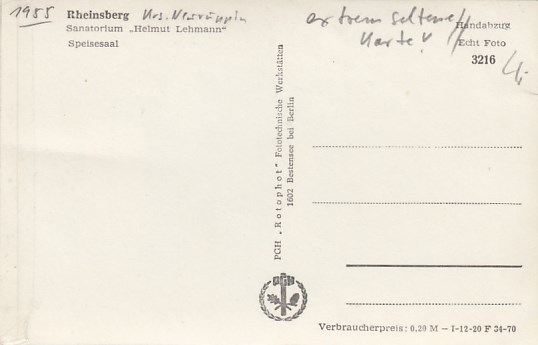 1955 Rheinsberg Krs. Neuruppin
Sanatorium „Helmut Lehmann“
Speisesaal
extrem seltene
Karte!
Handabzug
Echt Foto
3216
4,-
PGH „Rotophot“ Fototechnische Werkstätten
1602 Bestensee bei Berlin
Verbraucherpreis: 0,20 M – I-12-20 F 34-70